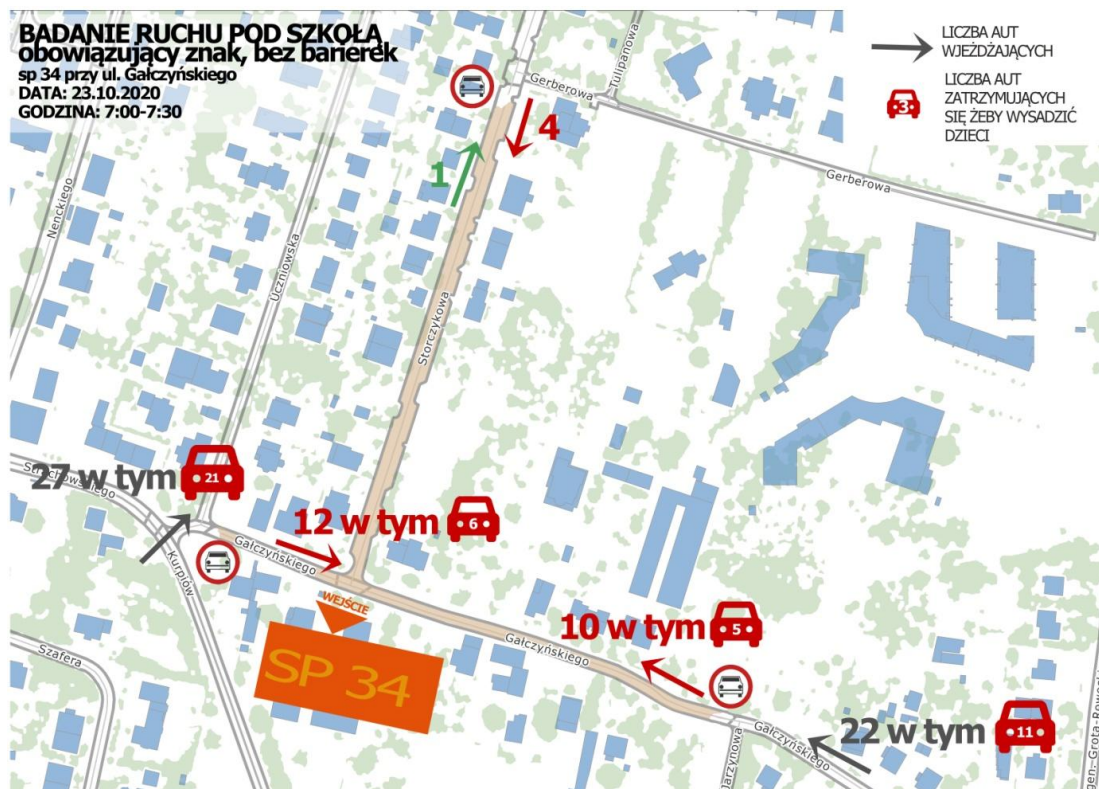 BADANIE RUCHU POD SZKOŁĄ
obowiązujący znak, bez barierek
sp 34 przy ul. Gałczyńskiego
DATA: 23.10.2020
GODZINA: 7:00-7:30
LICZBA AUT
WJEŻDŻAJĄCYCH
3
LICZBA AUT
ZATRZYMUJĄCYCH
SIĘ ŻEBY WYSADZIĆ
DZIECI
Gerberowa
Tulipanowa
4
1
Gerberowa
Nenckiego
Uczniowska
Storczykowa
27 w tym
21
12 w tym
6
Gałczyńskiego
Kurpiów
WEJŚCIE
SP 34
Szafera
Gałczyńskiego
10 w tym
5
Gałczyńskiego
22 w tym
11